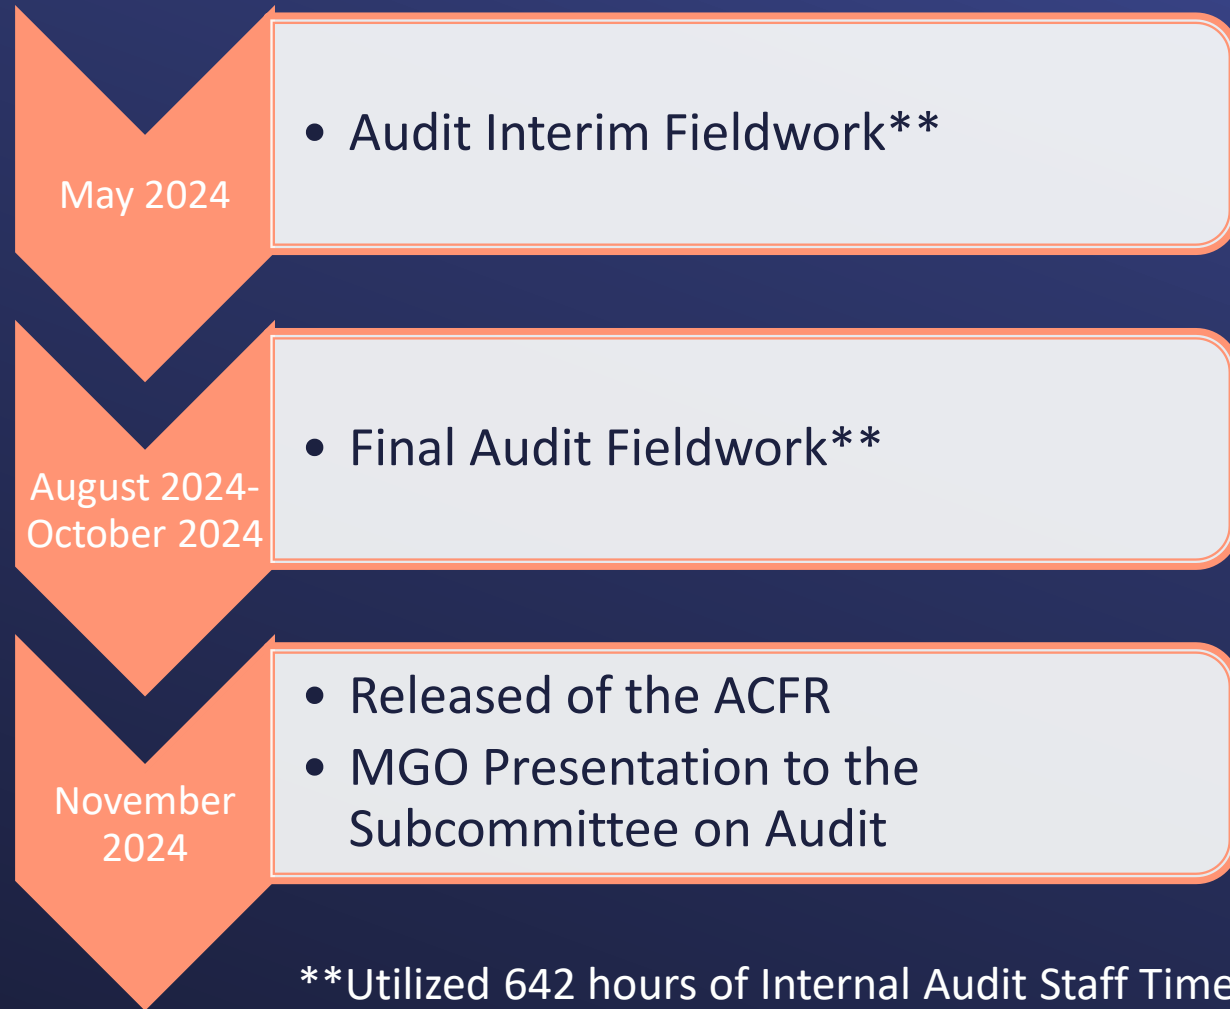 May 2024
• Audit Interim Fieldwork**
August 2024-
October 2024
• Final Audit Fieldwork**
November
2024
• Released of the ACFR
• MGO Presentation to the
Subcommittee on Audit
**Utilized 642 hours of Internal Audit Staff Time